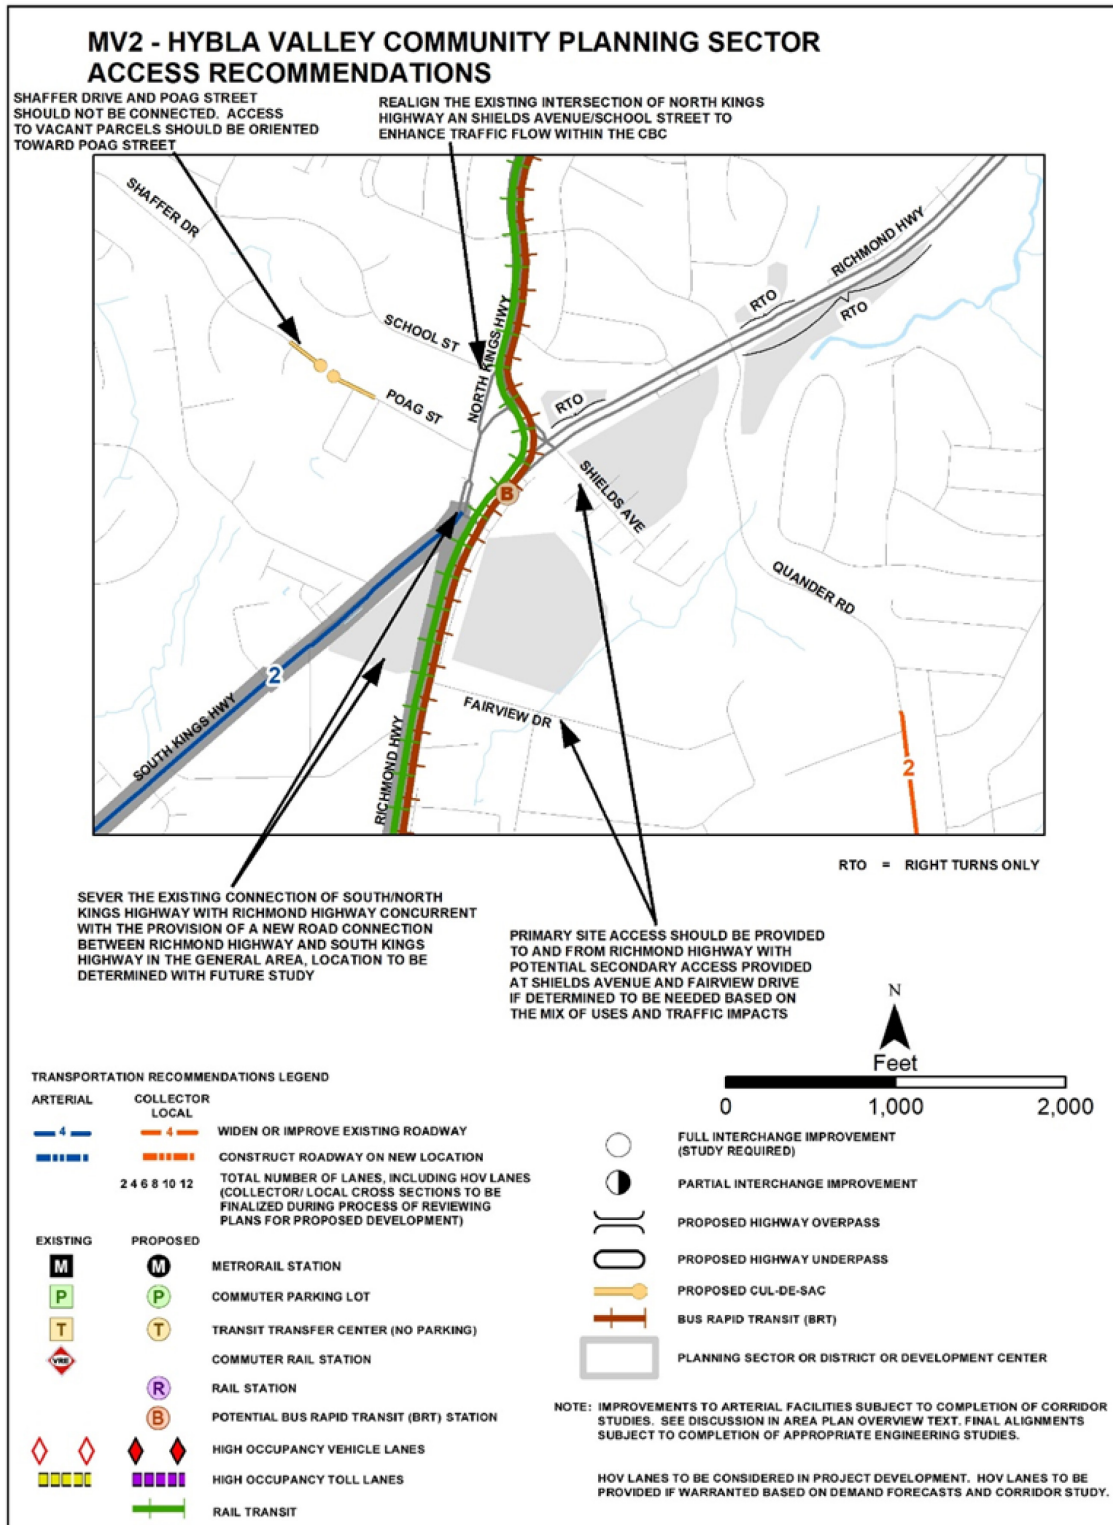 MV2 - HYBLA VALLEY COMMUNITY PLANNING SECTOR
ACCESS RECOMMENDATIONS
SHAFFER DRIVE AND POAG STREET
SHOULD NOT BE CONNECTED. ACCESS
TO VACANT PARCELS SHOULD BE ORIENTED
TOWARD POAG STREET
REALIGN THE EXISTING INTERSECTION OF NORTH KINGS
HIGHWAY AN SHIELDS AVENUE/SCHOOL STREET TO
ENHANCE TRAFFIC FLOW WITHIN THE CBC
SHAFFER DR
SCHOOL ST
NORTH KINGS HWY
POAG ST
RICHMOND HWY
RTO
RTO
RTO
B
SHIELDS AVE
QUANDER RD
2
SOUTH KINGS HWY
FAIRVIEW DR
RICHMOND HWY
2
RTO = RIGHT TURNS ONLY
SEVER THE EXISTING CONNECTION OF SOUTH/NORTH
KINGS HIGHWAY WITH RICHMOND HIGHWAY CONCURRENT
WITH THE PROVISION OF A NEW ROAD CONNECTION
BETWEEN RICHMOND HIGHWAY AND SOUTH KINGS
HIGHWAY IN THE GENERAL AREA, LOCATION TO BE
DETERMINED WITH FUTURE STUDY
PRIMARY SITE ACCESS SHOULD BE PROVIDED
TO AND FROM RICHMOND HIGHWAY WITH
POTENTIAL SECONDARY ACCESS PROVIDED
AT SHIELDS AVENUE AND FAIRVIEW DRIVE
IF DETERMINED TO BE NEEDED BASED ON
THE MIX OF USES AND TRAFFIC IMPACTS
N
Feet
0 1,000 2,000
TRANSPORTATION RECOMMENDATIONS LEGEND
ARTERIAL COLLECTOR
LOCAL
4 4 WIDEN OR IMPROVE EXISTING ROADWAY
CONSTRUCT ROADWAY ON NEW LOCATION
2 4 6 8 10 12 TOTAL NUMBER OF LANES, INCLUDING HOV LANES
(COLLECTOR/ LOCAL CROSS SECTIONS TO BE
FINALIZED DURING PROCESS OF REVIEWING
PLANS FOR PROPOSED DEVELOPMENT)
EXISTING PROPOSED
M M METRORAIL STATION
P P COMMUTER PARKING LOT
T T TRANSIT TRANSFER CENTER (NO PARKING)
VRE COMMUTER RAIL STATION
R RAIL STATION
B POTENTIAL BUS RAPID TRANSIT (BRT) STATION
HIGH OCCUPANCY VEHICLE LANES
HIGH OCCUPANCY TOLL LANES
RAIL TRANSIT
FULL INTERCHANGE IMPROVEMENT
(STUDY REQUIRED)
PARTIAL INTERCHANGE IMPROVEMENT
PROPOSED HIGHWAY OVERPASS
PROPOSED HIGHWAY UNDERPASS
PROPOSED CUL-DE-SAC
BUS RAPID TRANSIT (BRT)
PLANNING SECTOR OR DISTRICT OR DEVELOPMENT CENTER
NOTE: IMPROVEMENTS TO ARTERIAL FACILITIES SUBJECT TO COMPLETION OF CORRIDOR
STUDIES. SEE DISCUSSION IN AREA PLAN OVERVIEW TEXT. FINAL ALIGNMENTS
SUBJECT TO COMPLETION OF APPROPRIATE ENGINEERING STUDIES.
HOV LANES TO BE CONSIDERED IN PROJECT DEVELOPMENT. HOV LANES TO BE
PROVIDED IF WARRANTED BASED ON DEMAND FORECASTS AND CORRIDOR STUDY.